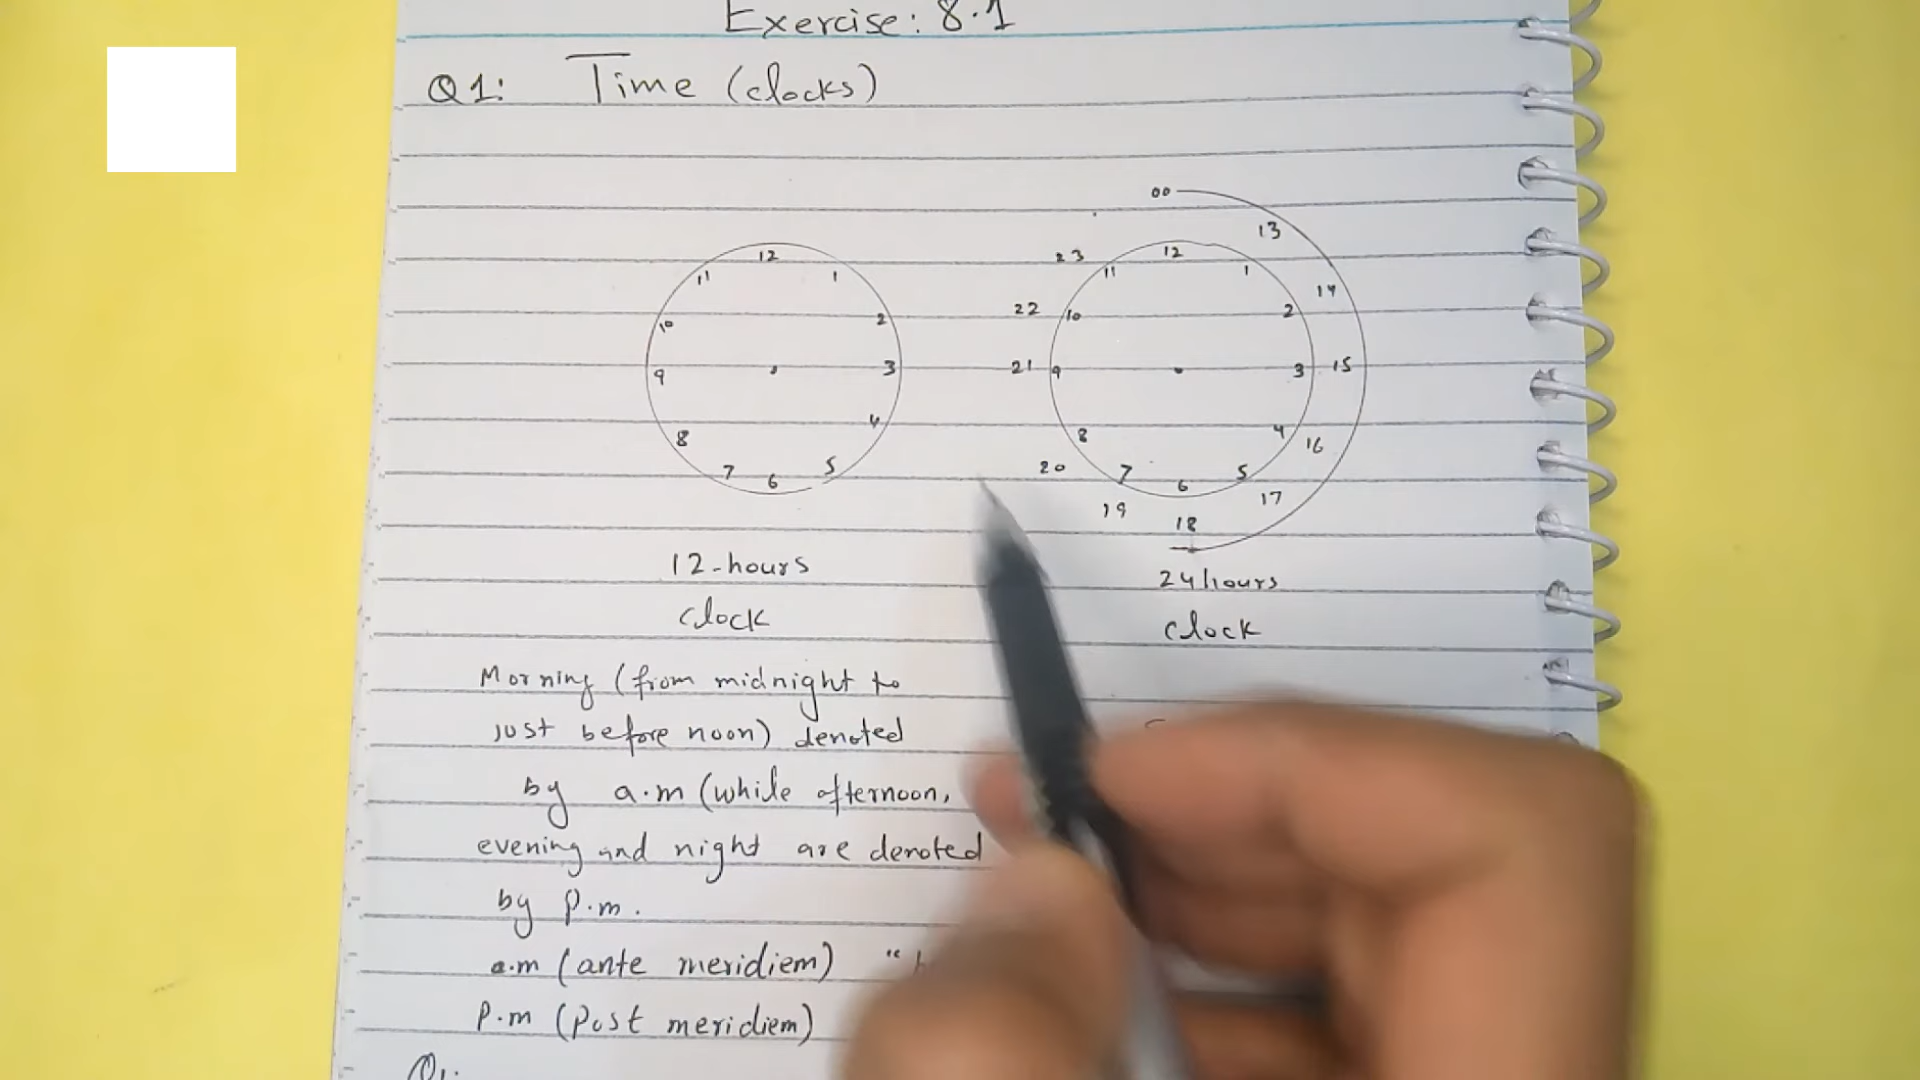 Exercise: 8.1
Q1: Time (clocks)
00
13
23 12 12
11 1 11 1
14
22
10 2 10 2
9 3 21 9 3 15
4
8 8 4 16
7 6 5 20 7 6 5
19 17
18
12-hours
24hours
clock
clock
Morning (from midnight to
just before noon) denoted
by a.m (while afternoon,
evening and night are denoted
by P.m.
a.m (ante meridiem) "
P.m (Post meridiem)